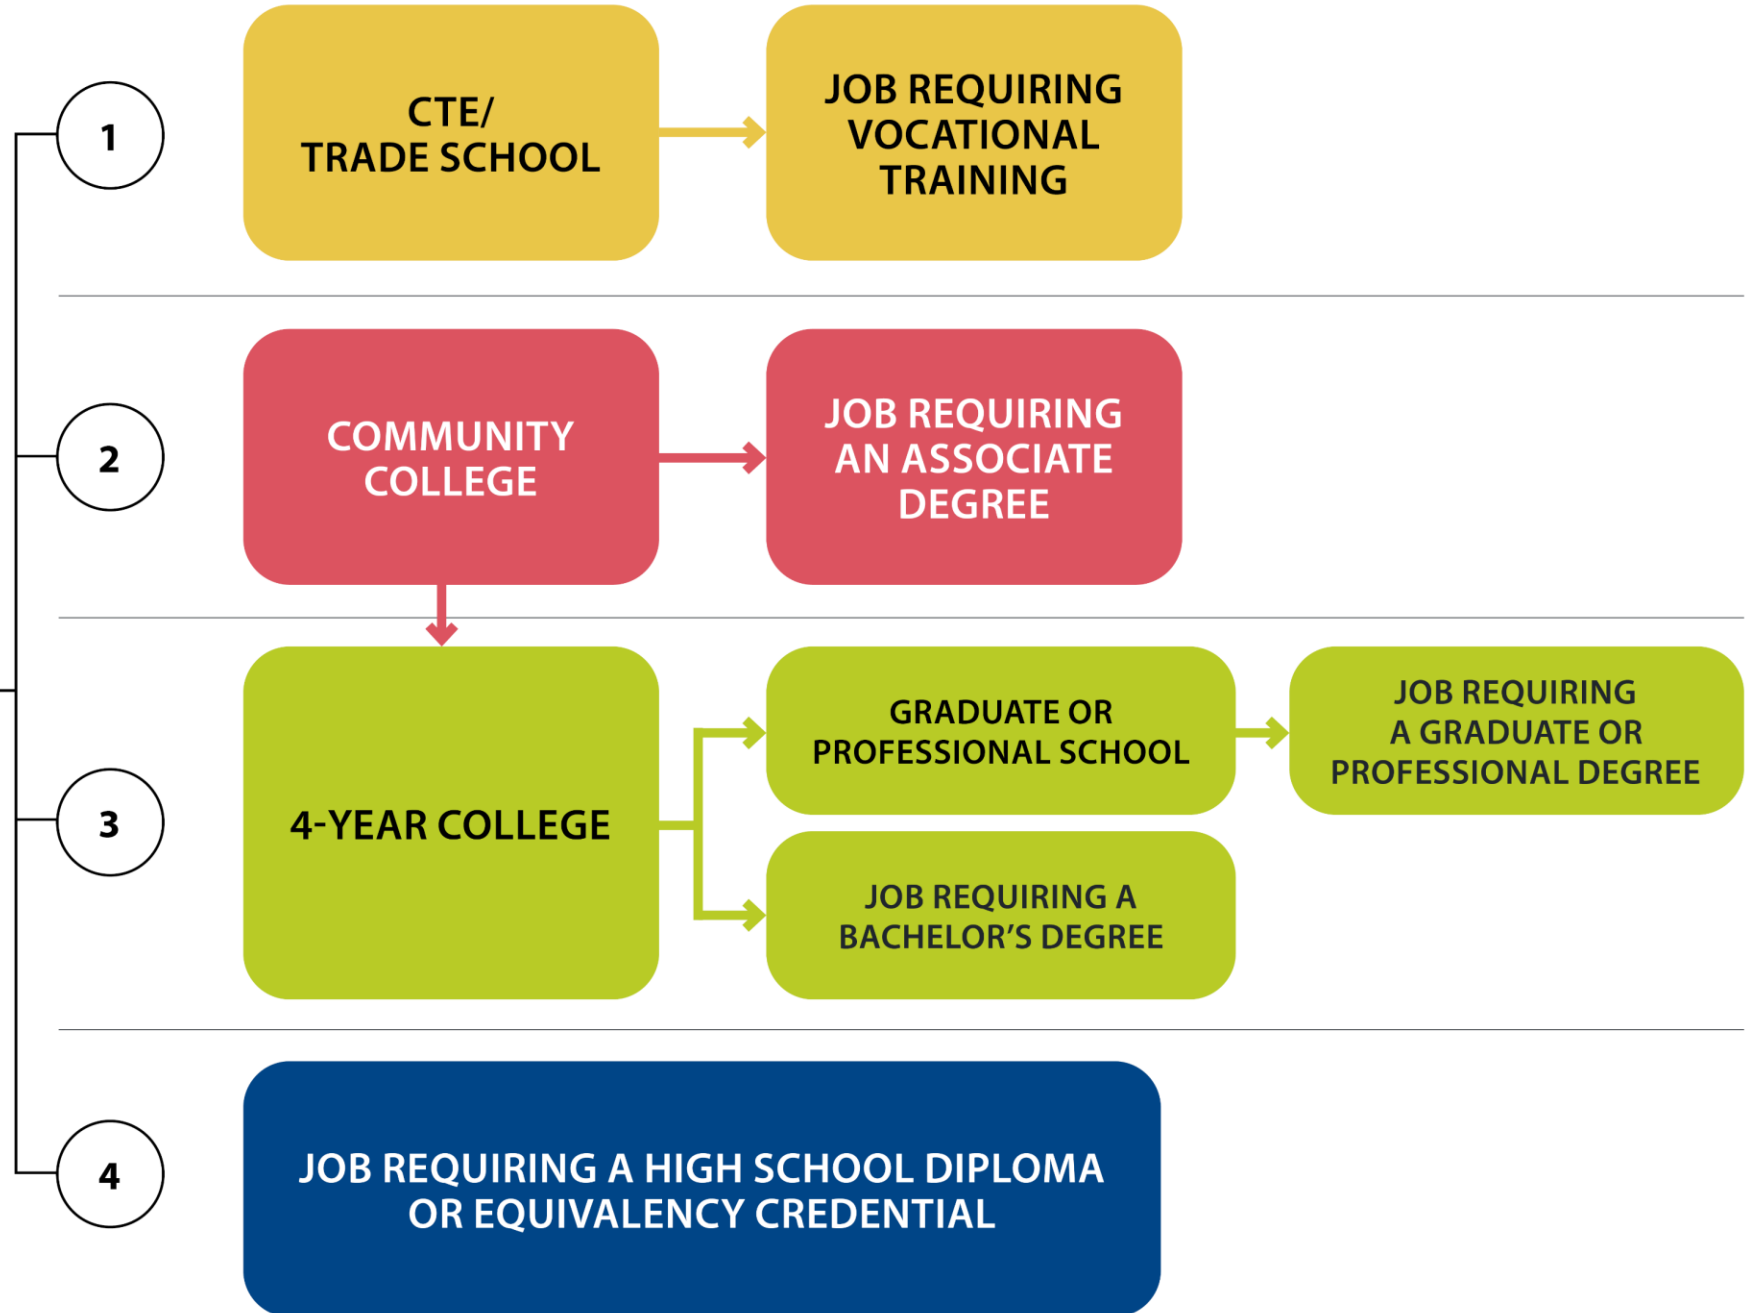 1
CTE/
TRADE SCHOOL
JOB REQUIRING
VOCATIONAL
TRAINING
2
COMMUNITY
COLLEGE
JOB REQUIRING
AN ASSOCIATE
DEGREE
3
4-YEAR COLLEGE
GRADUATE OR
PROFESSIONAL SCHOOL
JOB REQUIRING
A GRADUATE OR
PROFESSIONAL DEGREE
JOB REQUIRING A
BACHELOR’S DEGREE
4
JOB REQUIRING A HIGH SCHOOL DIPLOMA
OR EQUIVALENCY CREDENTIAL